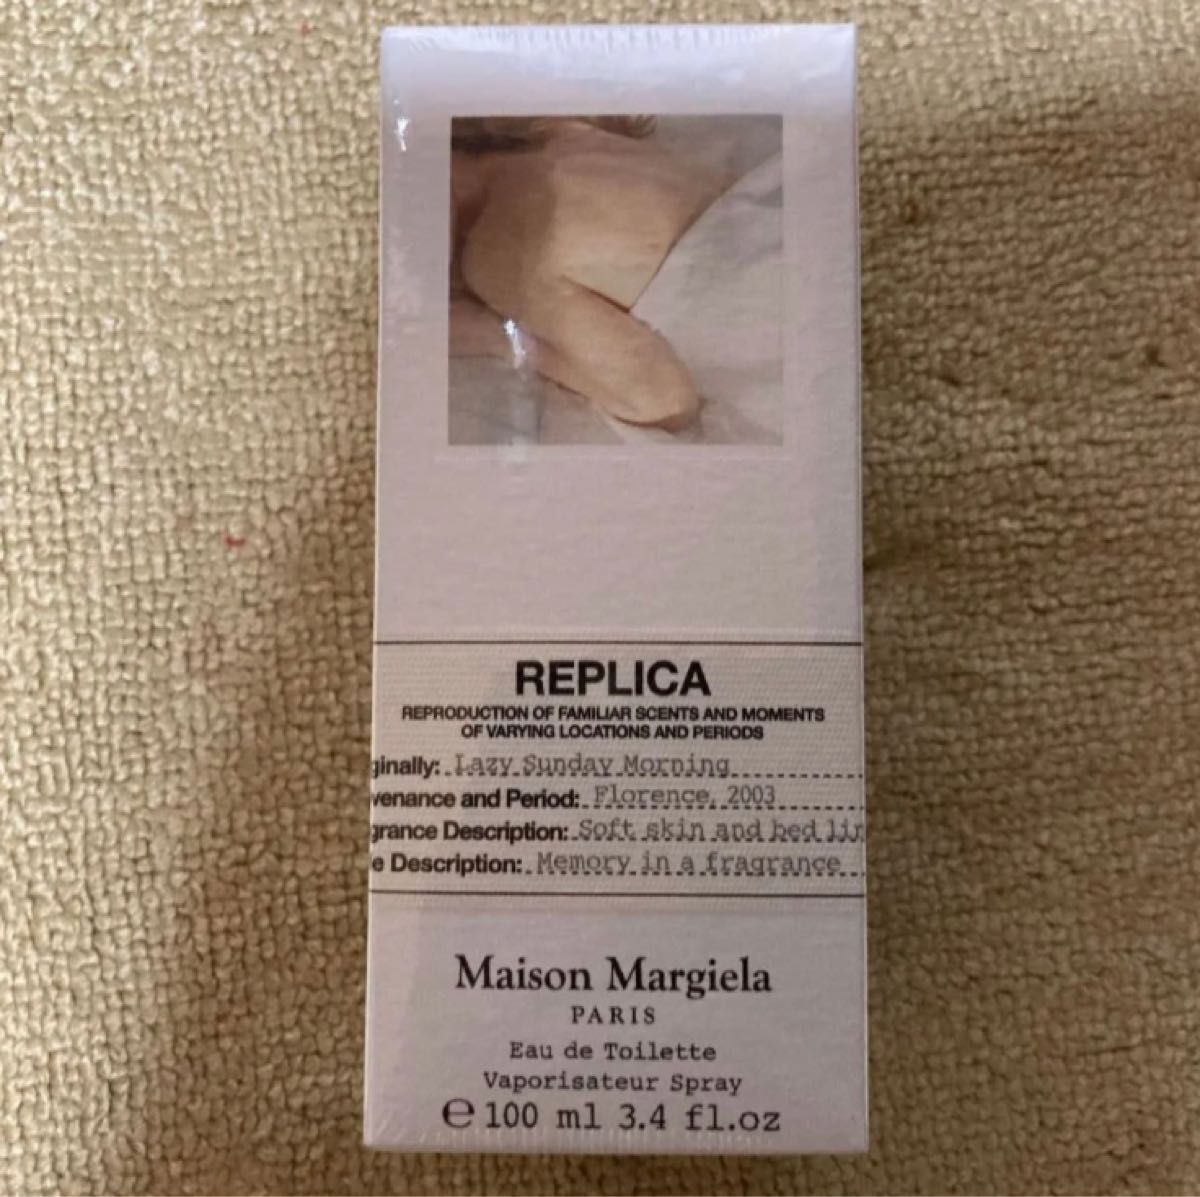 REPLICA
REPRODUCTION OF FAMILIAR SCENTS AND MOMENTS
OF VARYING LOCATIONS AND PERIODS
ginally: Lazy Sunday Morning
venance and Period: Florence, 2003
grance Description: Soft skin and bed lin
e Description: Memory in a fragrance
Maison Margiela
PARIS
Eau de Toilette
Vaporisateur Spray
℮ 100 ml 3.4 fl.oz